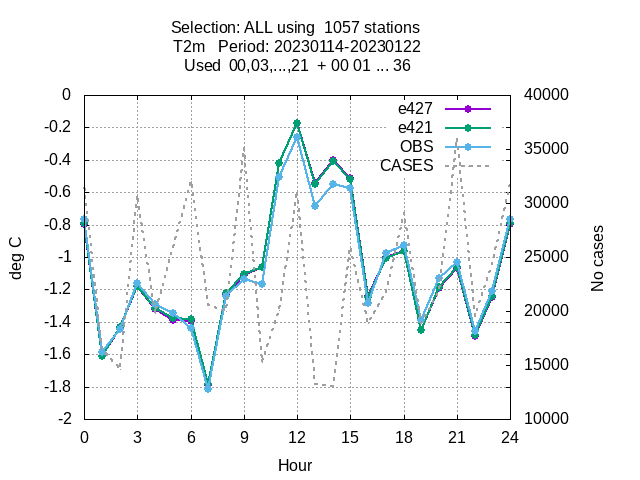 Selection: ALL using  1057 stations
T2m   Period: 20230114-20230122
Used  00,03,...,21  + 00 01 ... 36
0
-0.2
-0.4
-0.6
-0.8
-1
-1.2
-1.4
-1.6
-1.8
-2
40000
35000
30000
25000
20000
15000
10000
deg C
No cases
e427
e421
OBS
CASES
0 3 6 9 12 15 18 21 24
Hour